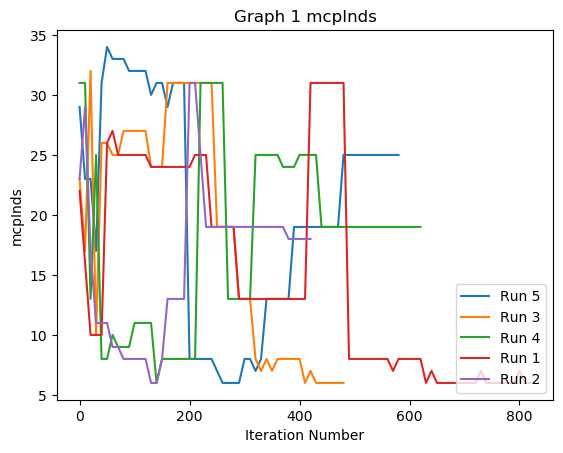 Graph 1 mcpInds
mcpInds
35
30
25
20
15
10
5
0
200
400
600
800
Iteration Number
Run 5
Run 3
Run 4
Run 1
Run 2